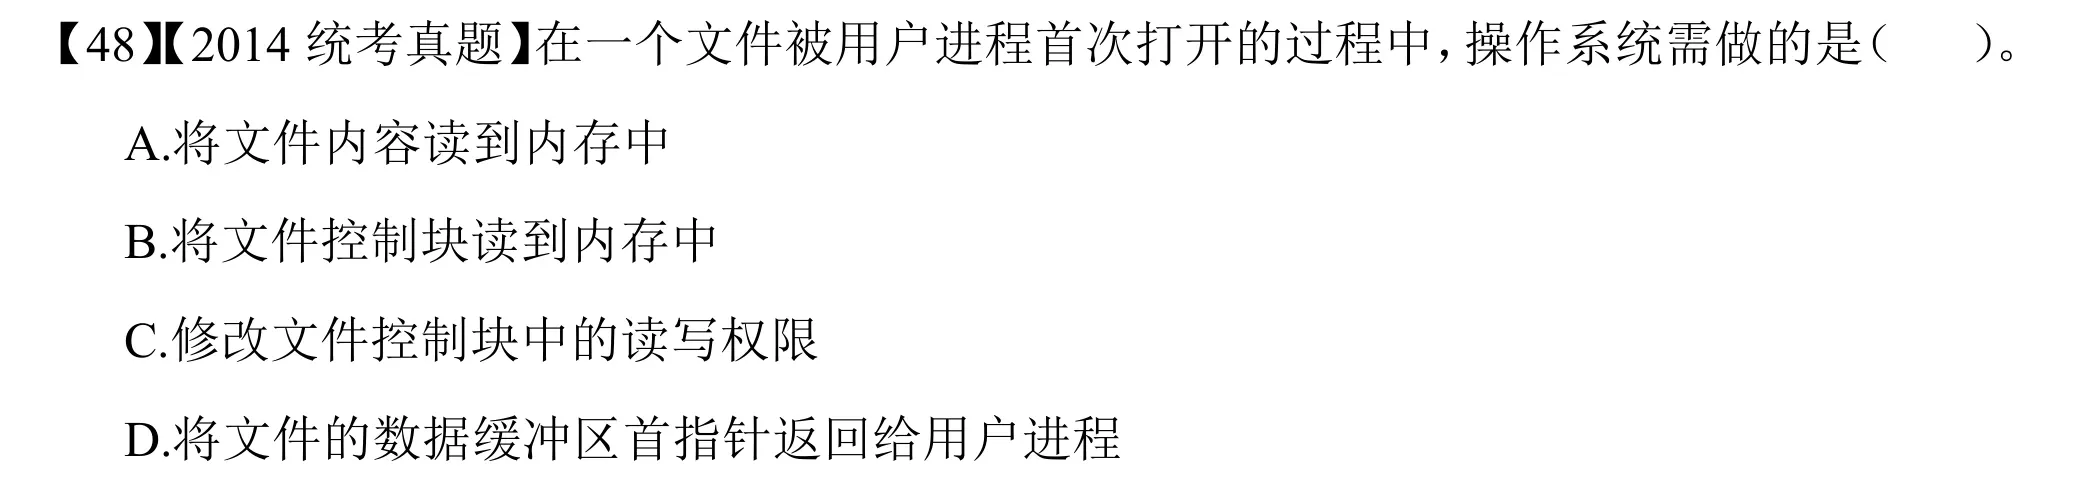 【48】【2014 统考真题】在一个文件被用户进程首次打开的过程中，操作系统需做的是(    )。
A.将文件内容读到内存中
B.将文件控制块读到内存中
C.修改文件控制块中的读写权限
D.将文件的数据缓冲区首指针返回给用户进程